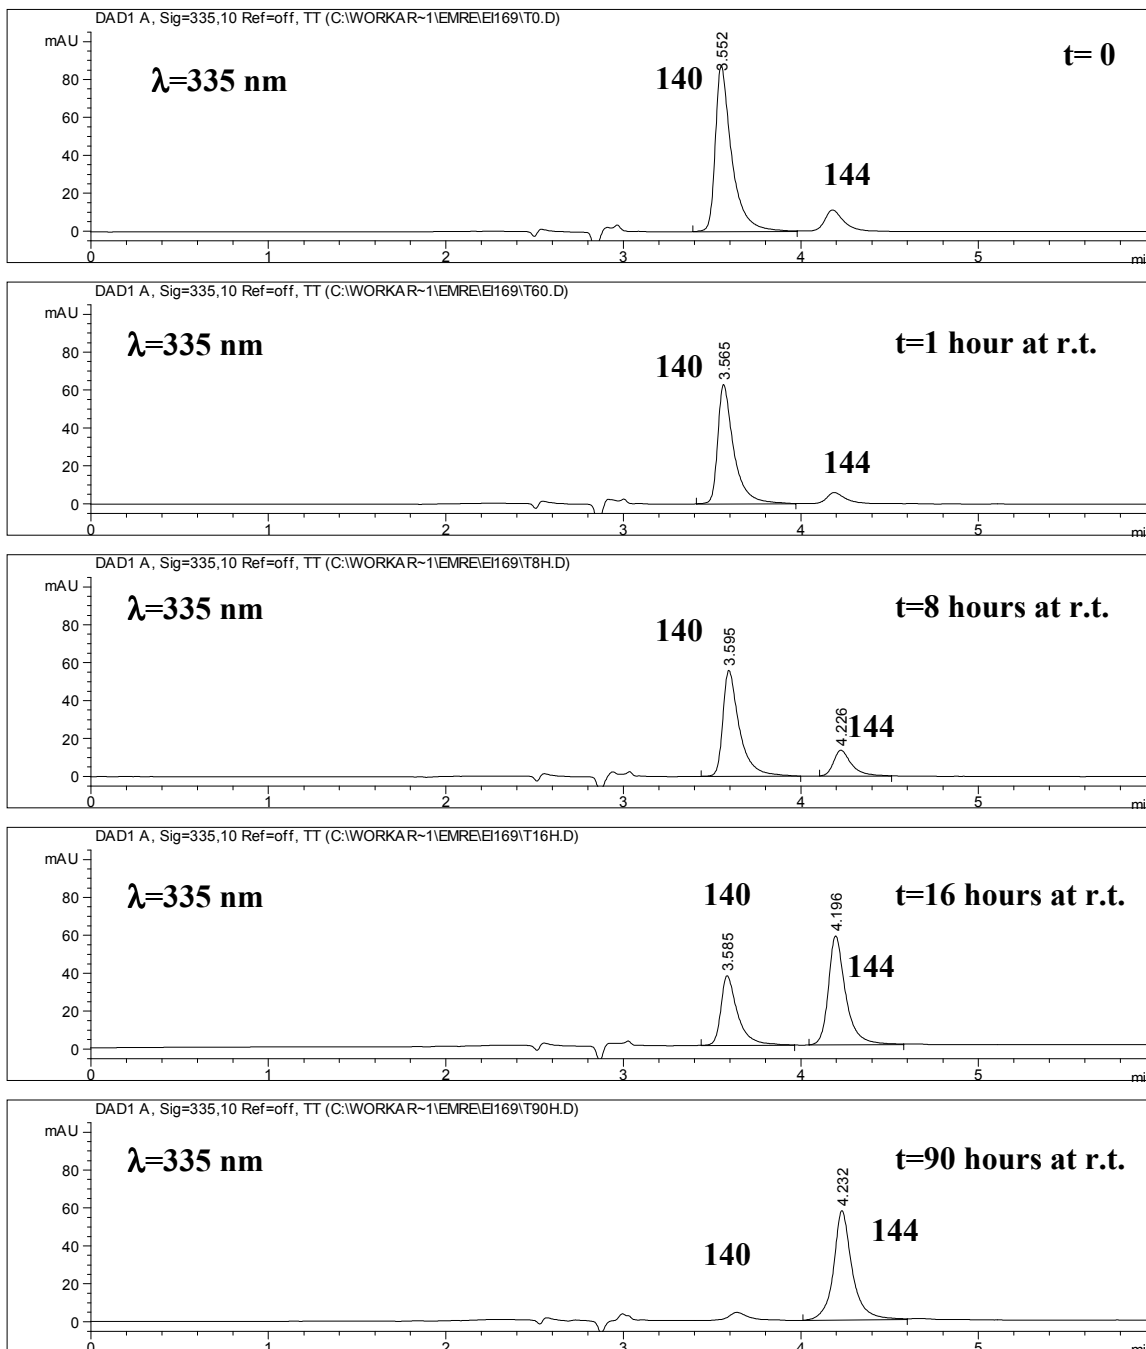 DAD1 A, Sig=335,10 Ref=off, TT (C:\WORKAR~1\EMRE\EI169\T0.D)
mAU
λ=335 nm
140
3.552
t= 0
144
80
60
40
20
0
0 1 2 3 4 5 mi
DAD1 A, Sig=335,10 Ref=off, TT (C:\WORKAR~1\EMRE\EI169\T60.D)
mAU
λ=335 nm
140
3.565
t=1 hour at r.t.
144
80
60
40
20
0
0 1 2 3 4 5 mi
DAD1 A, Sig=335,10 Ref=off, TT (C:\WORKAR~1\EMRE\EI169\T8H.D)
mAU
λ=335 nm
140
3.595
t=8 hours at r.t.
4.226
144
80
60
40
20
0
0 1 2 3 4 5 mi
DAD1 A, Sig=335,10 Ref=off, TT (C:\WORKAR~1\EMRE\EI169\T16H.D)
mAU
λ=335 nm
140
3.585
4.196
t=16 hours at r.t.
144
80
60
40
20
0
0 1 2 3 4 5 mi
DAD1 A, Sig=335,10 Ref=off, TT (C:\WORKAR~1\EMRE\EI169\T90H.D)
mAU
λ=335 nm
t=90 hours at r.t.
4.232
140
144
80
60
40
20
0
0 1 2 3 4 5 mi